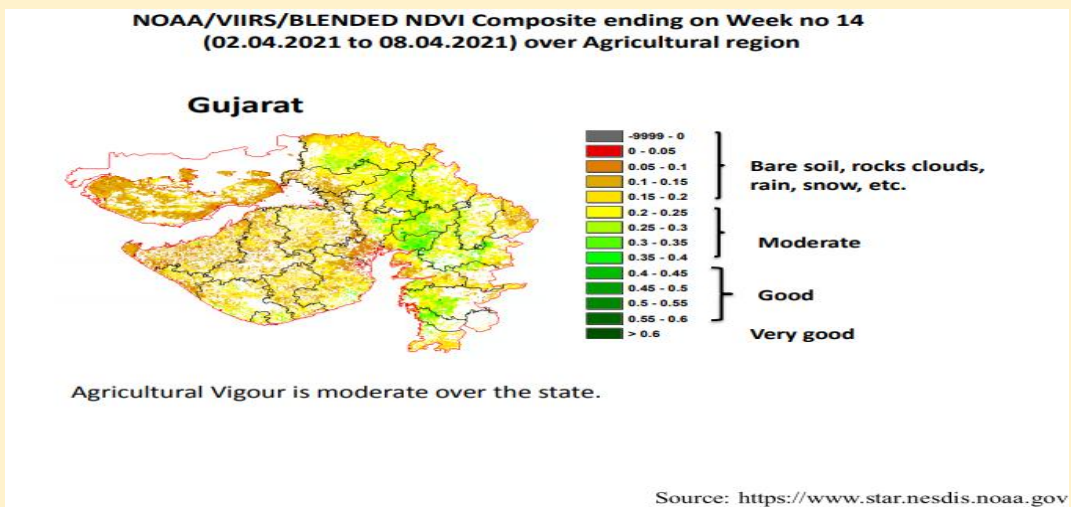 NOAA/VIIRS/BLENDED NDVI Composite ending on Week no 14
(02.04.2021 to 08.04.2021) over Agricultural region
Gujarat
-9999 - 0
0 - 0.05
0.05 - 0.1
0.1 - 0.15
0.15 - 0.2
0.2 - 0.25
0.25 - 0.3
0.3 - 0.35
0.35 - 0.4
0.4 - 0.45
0.45 - 0.5
0.5 - 0.55
0.55 - 0.6
> 0.6
Bare soil, rocks clouds,
rain, snow, etc.
Moderate
Good
Very good
Agricultural Vigour is moderate over the state.
Source: https://www.star.nesdis.noaa.gov